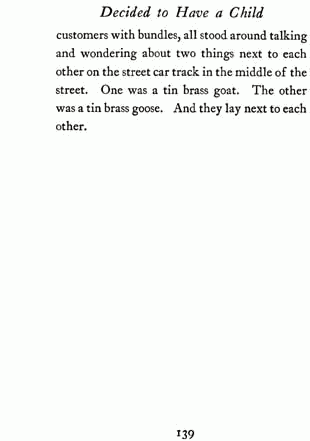 Decided to Have a Child
customers with bundles, all stood around talking
and wondering about two things next to each
other on the street car track in the middle of the
street. One was a tin brass goat. The other
was a tin brass goose. And they lay next to each
other.
139